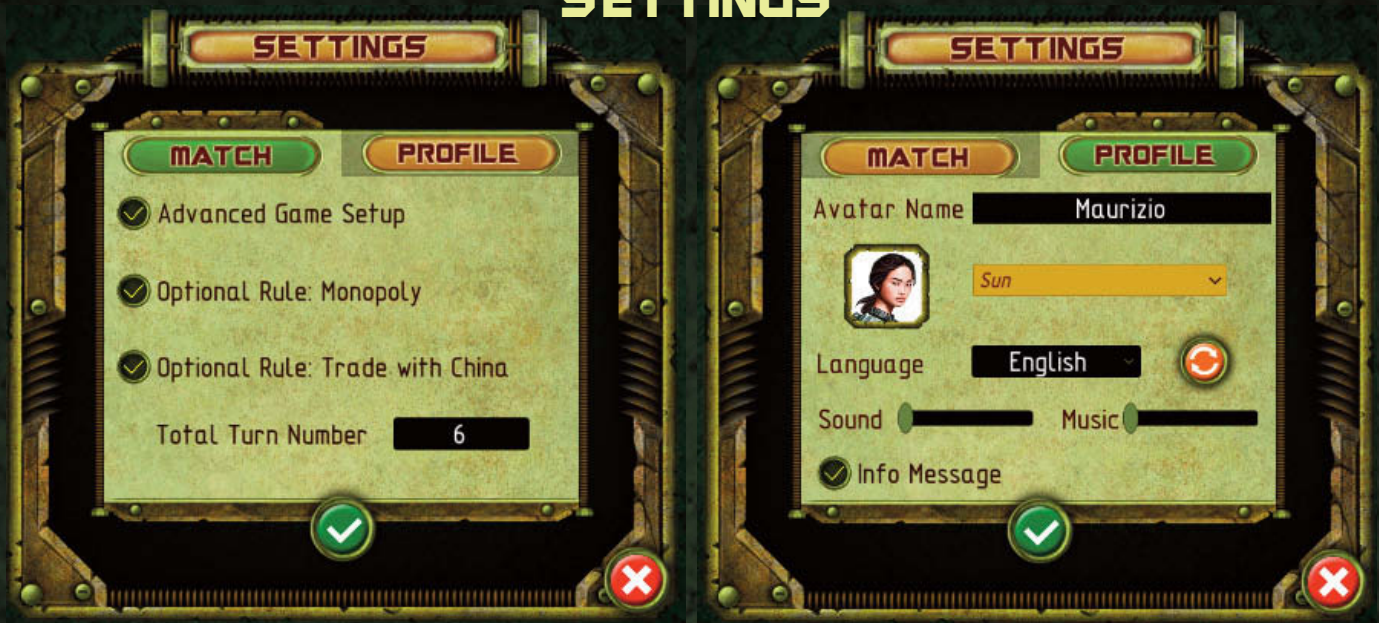 SETTINGS
SETTINGS
MATCH
PROFILE
Advanced Game Setup
Optional Rule: Monopoly
Optional Rule: Trade with China
Total Turn Number 6
SETTINGS
MATCH
PROFILE
Avatar Name Maurizio
Sun
Language English
Sound Music
Info Message